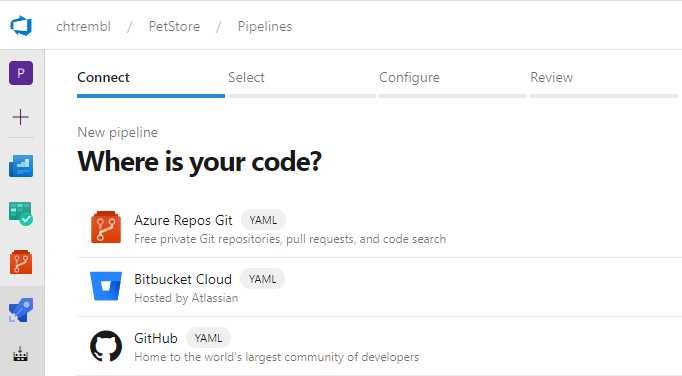 chtrembl / PetStore / Pipelines
P
Connect Select Configure Review
New pipeline
Where is your code?
Azure Repos Git YAML
Free private Git repositories, pull requests, and code search
Bitbucket Cloud YAML
Hosted by Atlassian
GitHub YAML
Home to the world's largest community of developers